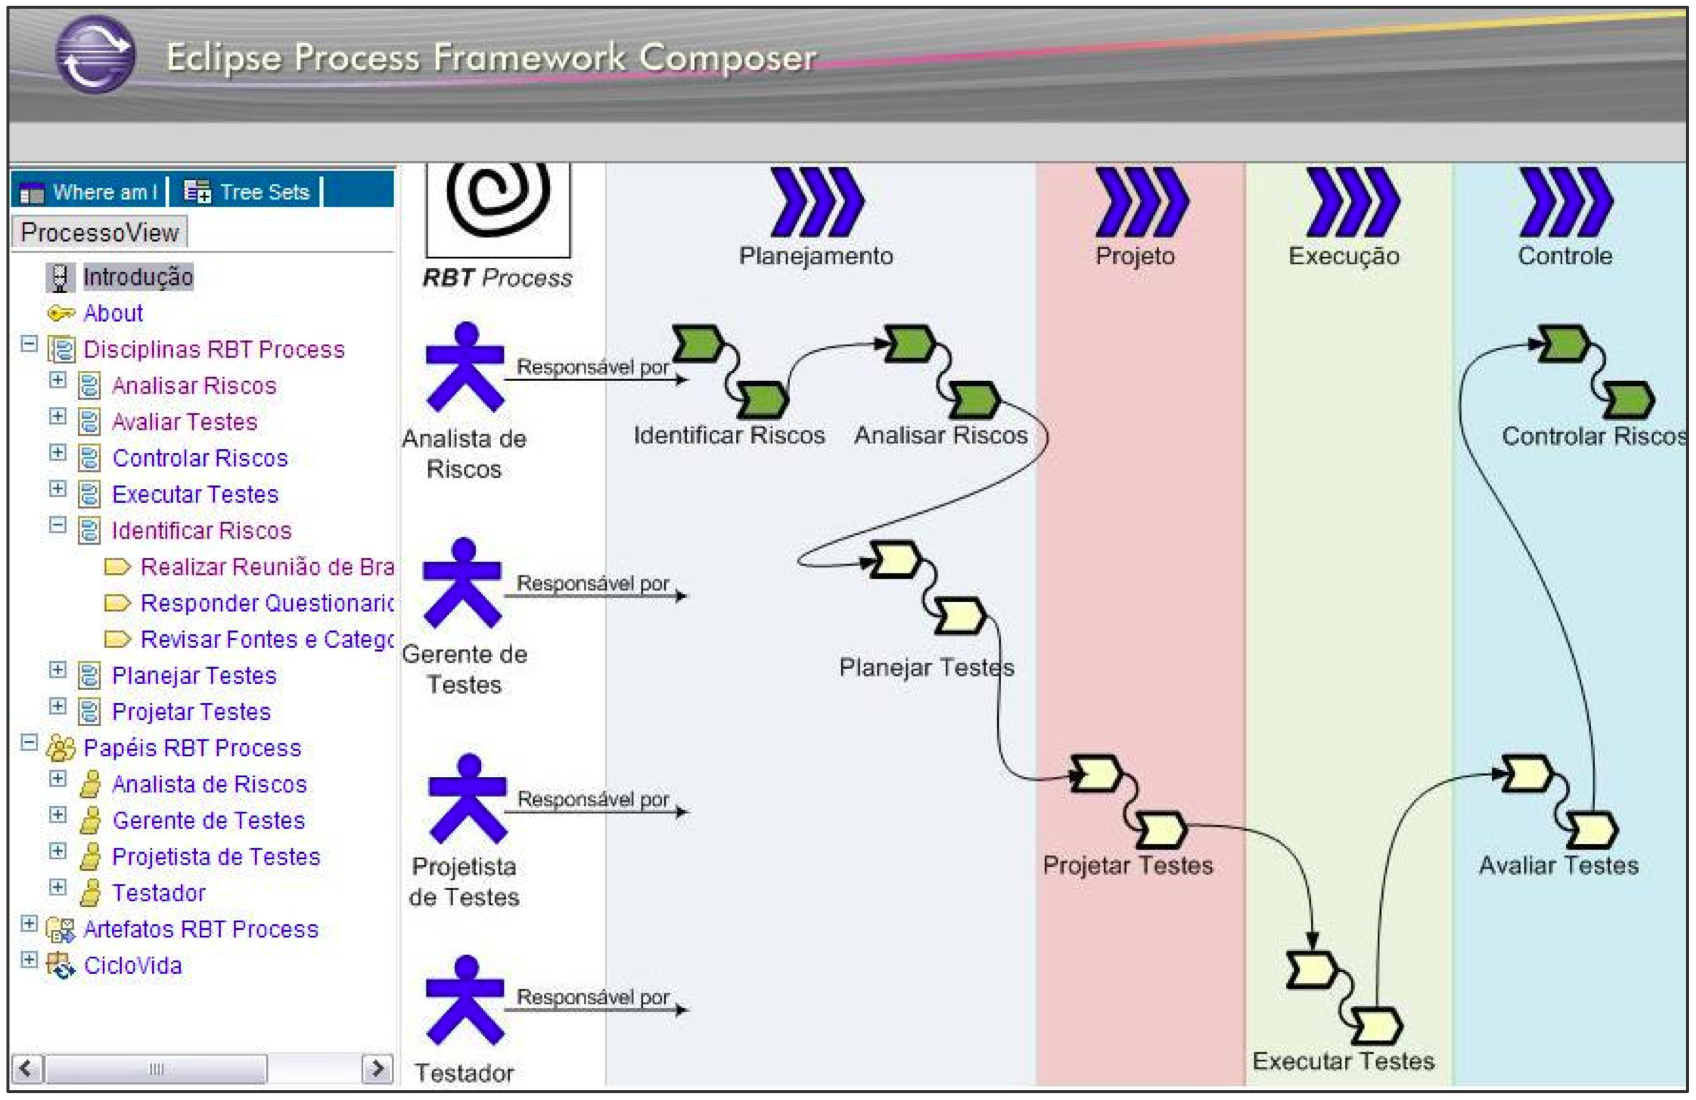 Eclipse Process Framework Composer
Where am I
Tree Sets
ProcessoView
Introdução
About
Disciplinas RBT Process
Analisar Riscos
Avaliar Testes
Controlar Riscos
Executar Testes
Identificar Riscos
Realizar Reunião de Bra
Responder Questionaric
Revisar Fontes e Catego
Planejar Testes
Projetar Testes
Papéis RBT Process
Analista de Riscos
Gerente de Testes
Projetista de Testes
Testador
Artefatos RBT Process
CicloVida
RBT Process
Planejamento
Projeto
Execução
Controle
Analista de
Riscos
Responsável por
Identificar Riscos
Analisar Riscos
Controlar Riscos
Gerente de
Testes
Responsável por
Planejar Testes
Projetista
de Testes
Responsável por
Projetar Testes
Avaliar Testes
Testador
Responsável por
Executar Testes